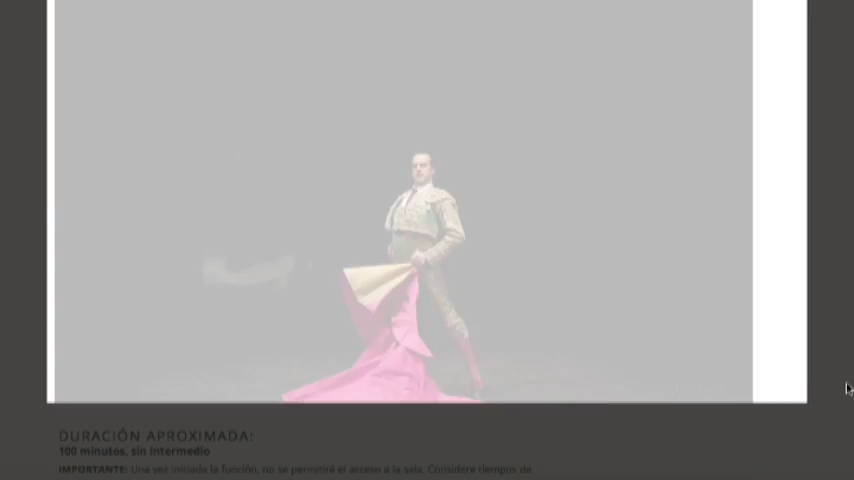 DURACIÓN APROXIMADA:
100 minutos, sin intermedio
IMPORTANTE: Una vez iniciada la función, no se permitirá el acceso a la sala. Considere tiempos de